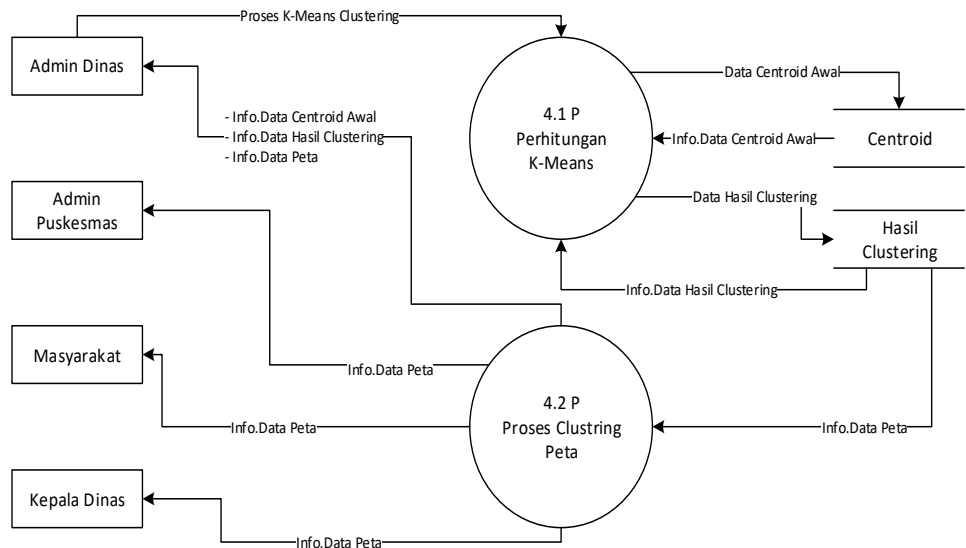 Proses K-Means Clustering
Admin Dinas
- Info.Data Centroid Awal
- Info.Data Hasil Clustering
- Info.Data Peta
4.1 P
Perhitungan
K-Means
Data Centroid Awal
Info.Data Centroid Awal
Centroid
Data Hasil Clustering
Hasil
Clustering
Info.Data Hasil Clustering
Admin
Puskesmas
Masyarakat
Info.Data Peta
4.2 P
Proses Clustring
Peta
Info.Data Peta
Info.Data Peta
Kepala Dinas
Info.Data Peta